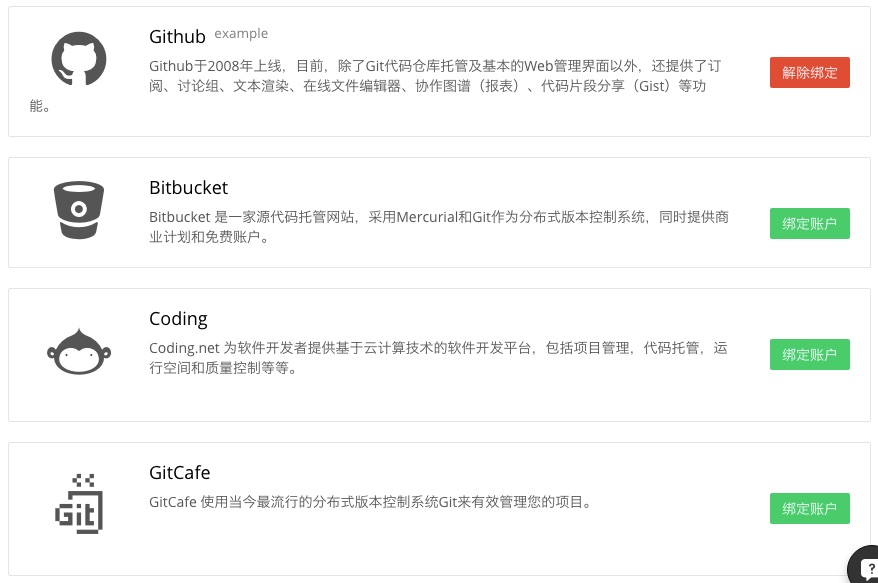 Github example
Github于2008年上线，目前，除了Git代码仓库托管及基本的Web管理界面以外，还提供了订
阅、讨论组、文本渲染、在线文件编辑器、协作图谱（报表）、代码片段分享（Gist）等功
能。
解除绑定
Bitbucket
Bitbucket 是一家源代码托管网站，采用Mercurial和Git作为分布式版本控制系统，同时提供商
业计划和免费账户。
绑定账户
Coding
Coding.net 为软件开发者提供基于云计算技术的软件开发平台，包括项目管理，代码托管，运
行空间和质量控制等等。
绑定账户
Git
GitCafe
GitCafe 使用当今最流行的分布式版本控制系统Git来有效管理您的项目。
绑定账户
?